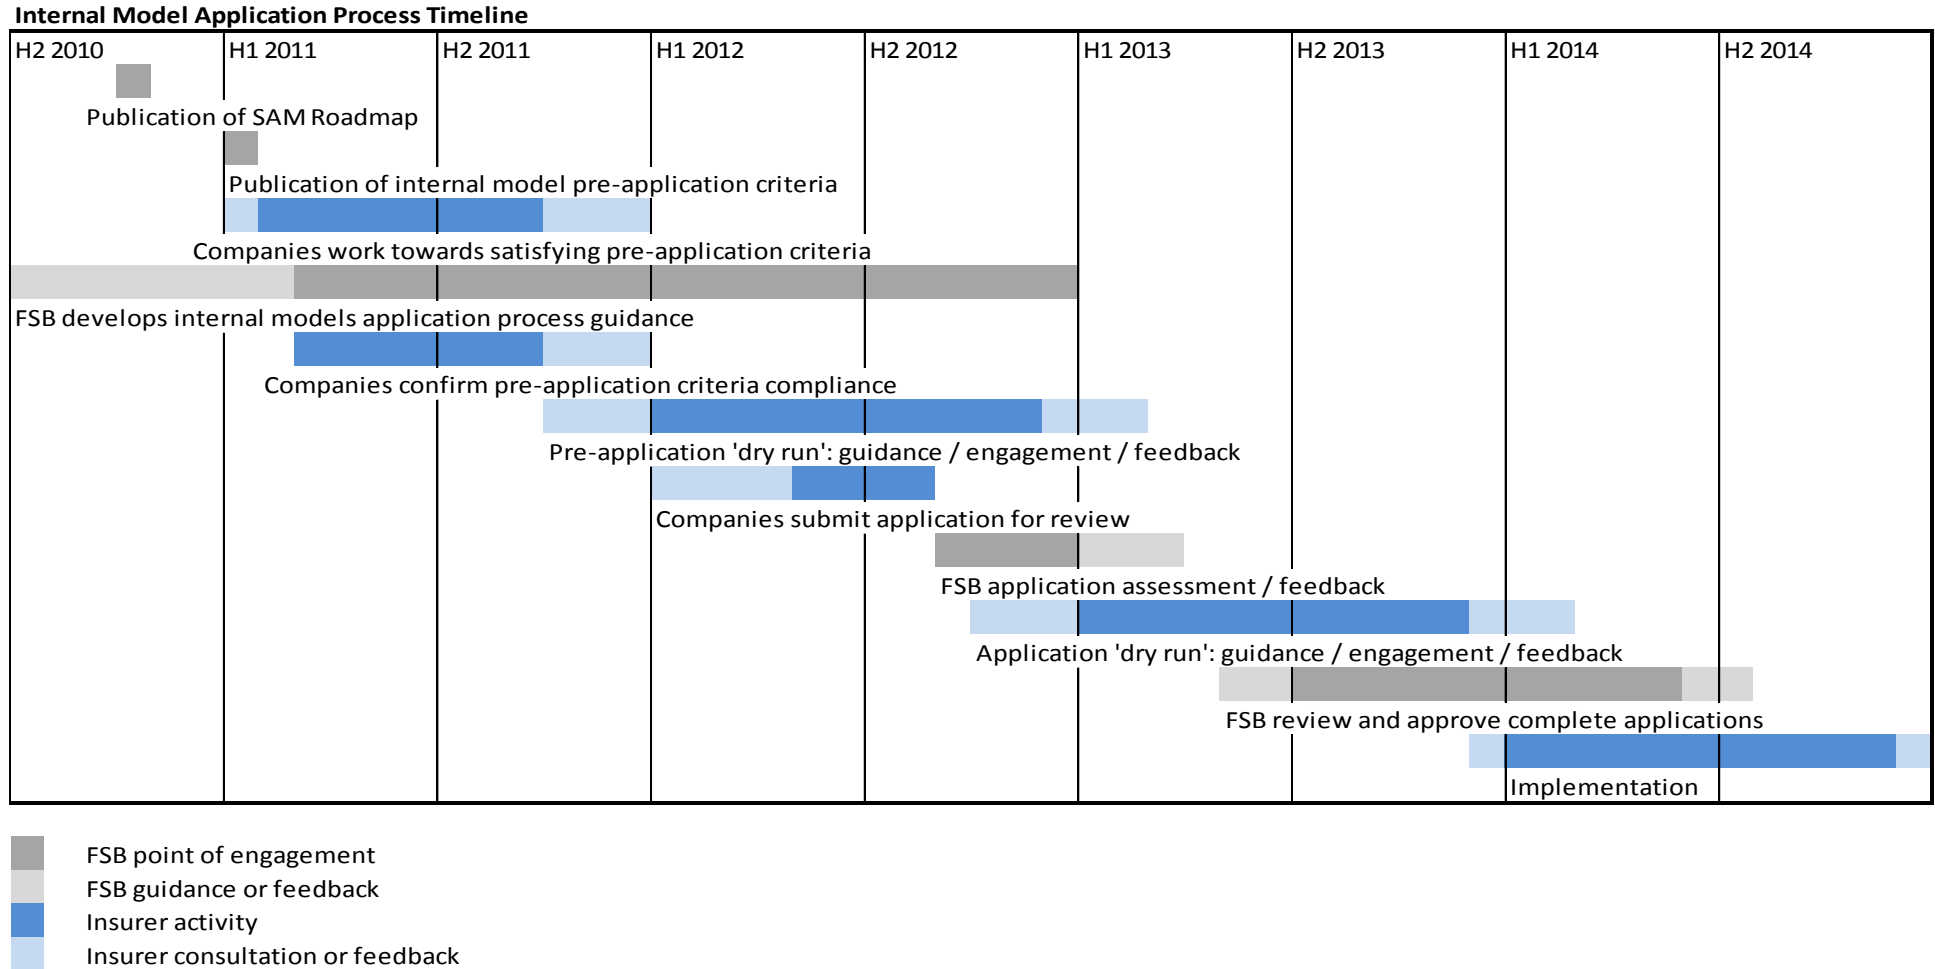 Internal Model Application Process Timeline
H2 2010 H1 2011 H2 2011 H1 2012 H2 2012 H1 2013 H2 2013 H1 2014 H2 2014
Publication of SAM Roadmap
Publication of internal model pre-application criteria
Companies work towards satisfying pre-application criteria
FSB develops internal models application process guidance
Companies confirm pre-application criteria compliance
Pre-application 'dry run': guidance / engagement / feedback
Companies submit application for review
FSB application assessment / feedback
Application 'dry run': guidance / engagement / feedback
FSB review and approve complete applications
Implementation
FSB point of engagement
FSB guidance or feedback
Insurer activity
Insurer consultation or feedback